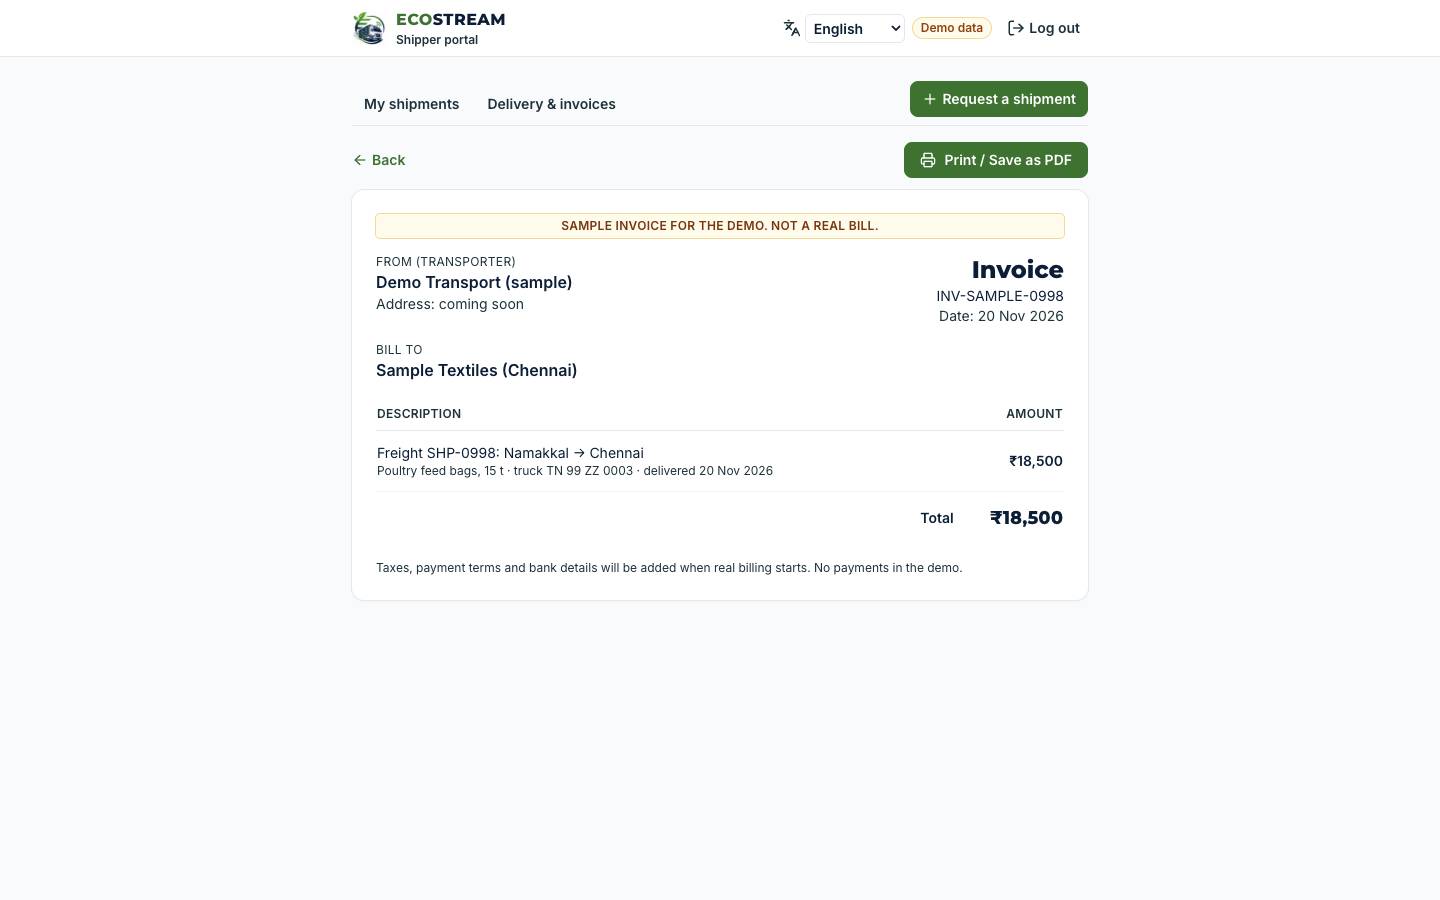 ECOSTREAM
Shipper portal
English
Demo data
Log out
My shipments
Delivery & invoices
+ Request a shipment
← Back
Print / Save as PDF
SAMPLE INVOICE FOR THE DEMO. NOT A REAL BILL.
FROM (TRANSPORTER)
Demo Transport (sample)
Address: coming soon
Invoice
INV-SAMPLE-0998
Date: 20 Nov 2026
BILL TO
Sample Textiles (Chennai)
DESCRIPTION AMOUNT
Freight SHP-0998: Namakkal → Chennai
Poultry feed bags, 15 t · truck TN 99 ZZ 0003 · delivered 20 Nov 2026
₹18,500
Total ₹18,500
Taxes, payment terms and bank details will be added when real billing starts. No payments in the demo.